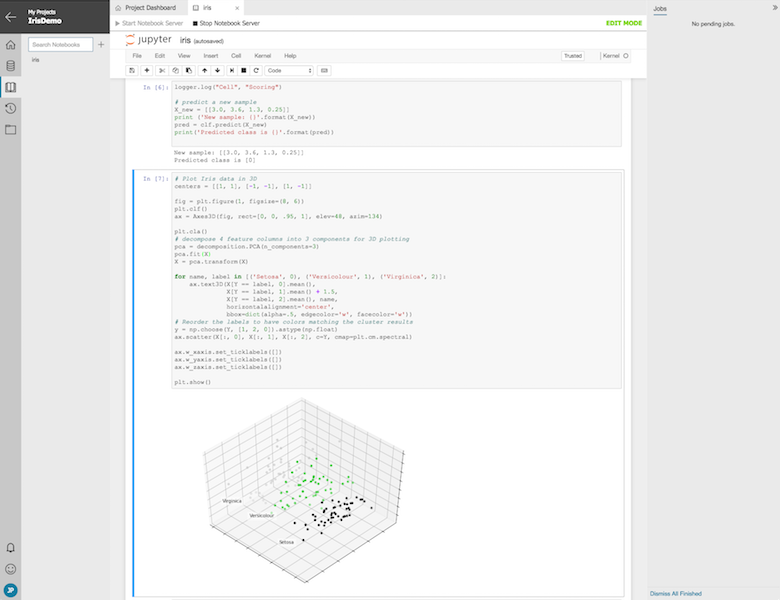 My Projects
IrisDemo
Search Notebooks
iris
Project Dashboard
iris
Start Notebook Server
Stop Notebook Server
EDIT MODE
jupyter iris (autosaved)
File Edit View Insert Cell Kernel Help
Trusted
Kernel
Code
In [6]:
logger.log("Cell", "Scoring")
# predict a new sample
X_new = [[3.0, 3.6, 1.3, 0.25]]
print ('New sample: {}'.format(X_new))
pred = clf.predict(X_new)
print('Predicted class is {}'.format(pred))
New sample: [[3.0, 3.6, 1.3, 0.25]]
Predicted class is [0]
In [7]:
# Plot Iris data in 3D
centers = [[1, 1], [-1, -1], [1, -1]]
fig = plt.figure(1, figsize=(8, 6))
plt.clf()
ax = Axes3D(fig, rect=[0, 0, .95, 1], elev=48, azim=134)
plt.cla()
# decompose 4 feature columns into 3 components for 3D plotting
pca = decomposition.PCA(n_components=3)
pca.fit(X)
X = pca.transform(X)
for name, label in [('Setosa', 0), ('Versicolour', 1), ('Virginica', 2)]:
ax.text3D(X[Y == label, 0].mean(),
X[Y == label, 1].mean() + 1.5,
X[Y == label, 2].mean(), name,
horizontalalignment='center',
bbox=dict(alpha=.5, edgecolor='w', facecolor='w'))
# Reorder the labels to have colors matching the cluster results
y = np.choose(Y, [1, 2, 0]).astype(np.float)
ax.scatter(X[:, 0], X[:, 1], X[:, 2], c=Y, cmap=plt.cm.spectral)
ax.w_xaxis.set_ticklabels([])
ax.w_yaxis.set_ticklabels([])
ax.w_zaxis.set_ticklabels([])
plt.show()
Virginica
Versicolour
Setosa
Jobs
No pending jobs.
Dismiss All Finished